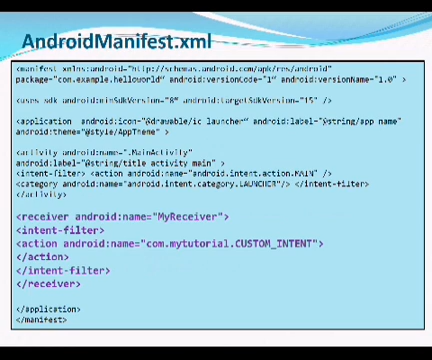 AndroidManifest.xml
<manifest xmlns:android="http://schemas.android.com/apk/res/android"
package="com.example.helloworld" android:versionCode="1" android:versionName="1.0" >
<uses sdk android:minSdkVersion="8" android:targetSdkVersion="15" />
<application android:icon="@drawable/ic_launcher" android:label="@string/app_name"
android:theme="@style/AppTheme" >
<activity android:name=".MainActivity"
android:label="@string/title_activity_main" >
<intent-filter> <action android:name="android.intent.action.MAIN" />
<category android:name="android.intent.category.LAUNCHER"/> </intent-filter>
</activity>
<receiver android:name="MyReceiver">
<intent-filter>
<action android:name="com.mytutorial.CUSTOM_INTENT">
</action>
</intent-filter>
</receiver>
</application>
</manifest>